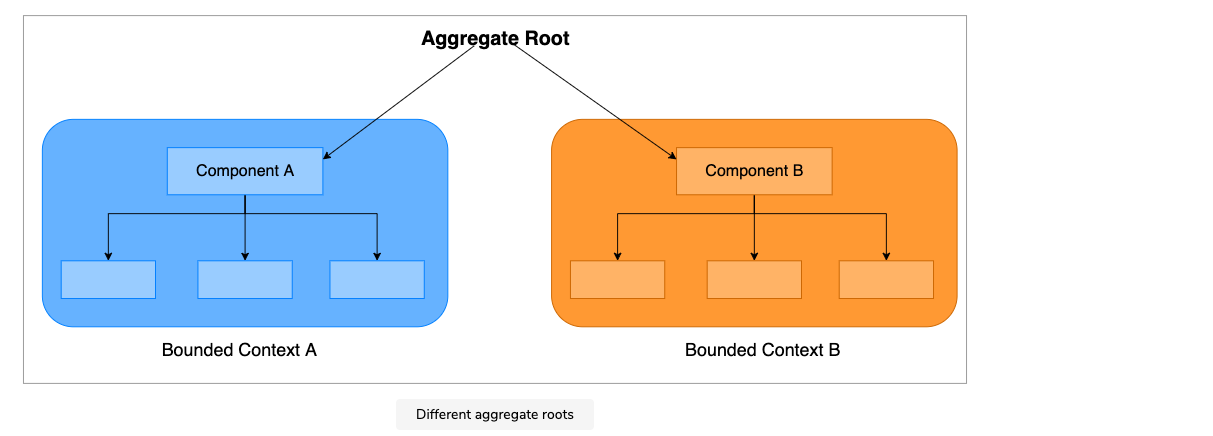 Aggregate Root
Component A
Component B
Bounded Context A
Bounded Context B
Different aggregate roots